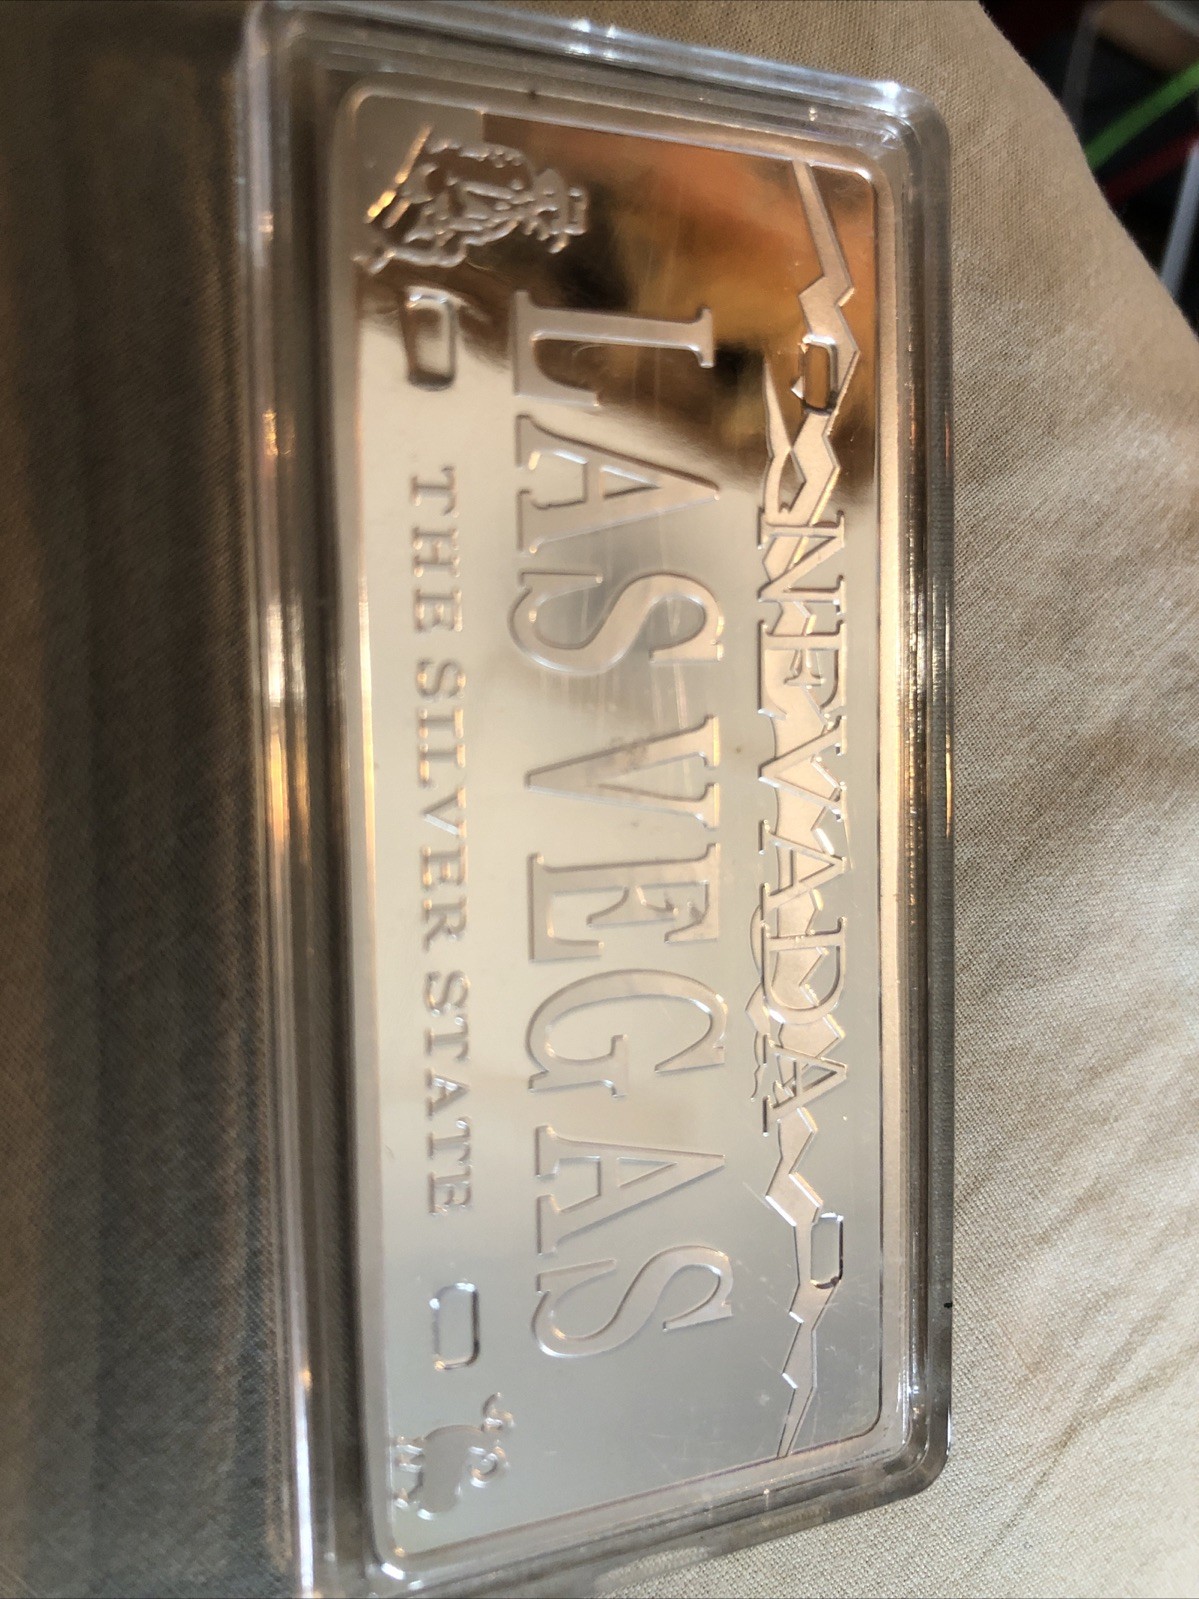 NEVADA
LAS VEGAS
THE SILVER STATE